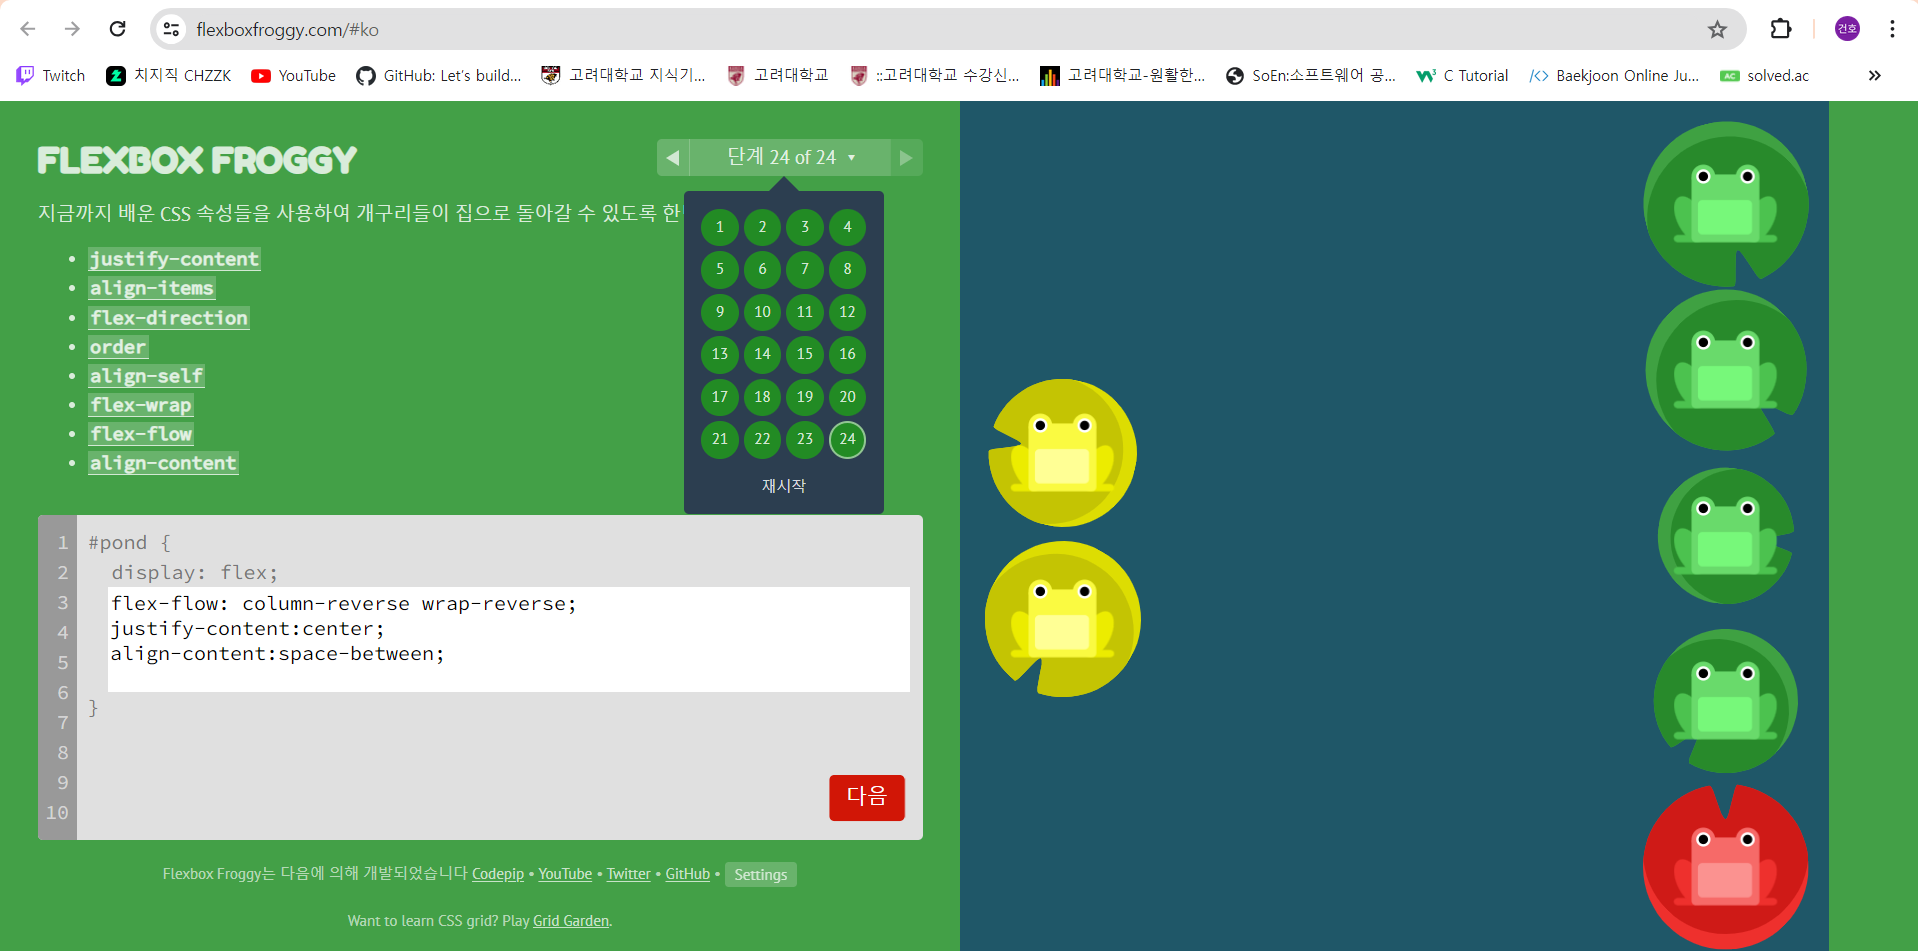 flexboxfroggy.com/#ko
건호
Twitch
치지직 CHZZK
YouTube
GitHub: Let's build...
고려대학교 지식기...
고려대학교
::고려대학교 수강신...
고려대학교-원활한...
SoEn:소프트웨어 공...
C Tutorial
Baekjoon Online Ju...
solved.ac
FLEXBOX FROGGY
단계 24 of 24
지금까지 배운 CSS 속성들을 사용하여 개구리들이 집으로 돌아갈 수 있도록 한
justify-content
align-items
flex-direction
order
align-self
flex-wrap
flex-flow
align-content
1 2 3 4
5 6 7 8
9 10 11 12
13 14 15 16
17 18 19 20
21 22 23 24
재시작
1 #pond {
2 display: flex;
3 flex-flow: column-reverse wrap-reverse;
4 justify-content:center;
5 align-content:space-between;
6
7 }
8
9
10
다음
Flexbox Froggy는 다음에 의해 개발되었습니다 Codepip • YouTube • Twitter • GitHub • Settings
Want to learn CSS grid? Play Grid Garden.